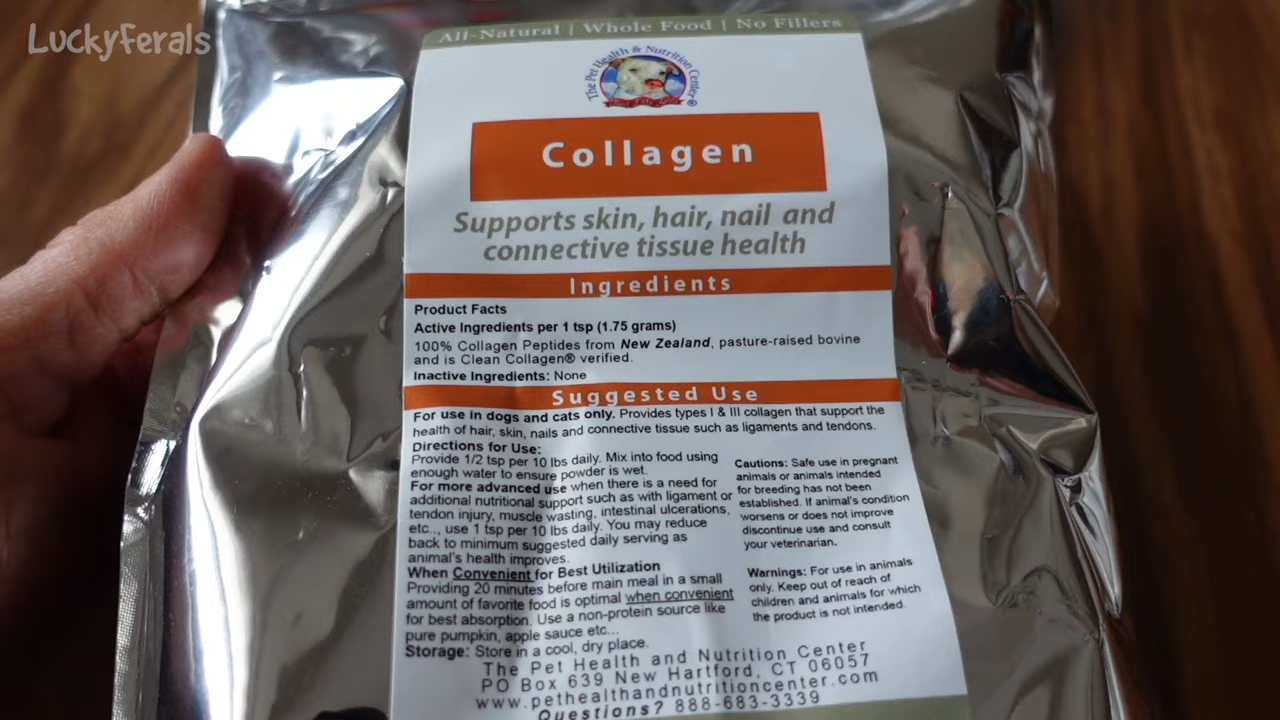 LuckyFerals
All-Natural | Whole Food | No Fillers
The Pet Health & Nutrition Center®
Collagen
Supports skin, hair, nail and
connective tissue health
Ingredients
Product Facts
Active Ingredients per 1 tsp (1.75 grams)
100% Collagen Peptides from New Zealand, pasture-raised bovine
and is Clean Collagen® verified.
Inactive Ingredients: None
Suggested Use
For use in dogs and cats only. Provides types I & III collagen that support the
health of hair, skin, nails and connective tissue such as ligaments and tendons.
Directions for Use:
Provide 1/2 tsp per 10 lbs daily. Mix into food using
enough water to ensure powder is wet.
For more advanced use when there is a need for
additional nutritional support such as with ligament or
tendon injury, muscle wasting, intestinal ulcerations,
etc.., use 1 tsp per 10 lbs daily. You may reduce
back to minimum suggested daily serving as
animal's health improves.
When Convenient for Best Utilization
Providing 20 minutes before main meal in a small
amount of favorite food is optimal when convenient
for best absorption. Use a non-protein source like
pure pumpkin, apple sauce etc...
Storage: Store in a cool, dry place.
Cautions: Safe use in pregnant
animals or animals intended
for breeding has not been
established. If animal's condition
worsens or does not improve
discontinue use and consult
your veterinarian.
Warnings: For use in animals
only. Keep out of reach of
children and animals for which
the product is not intended.
The Pet Health and Nutrition Center
PO Box 639 New Hartford, CT 06057
www.pethealthandnutritioncenter.com
Questions? 888-683-3339